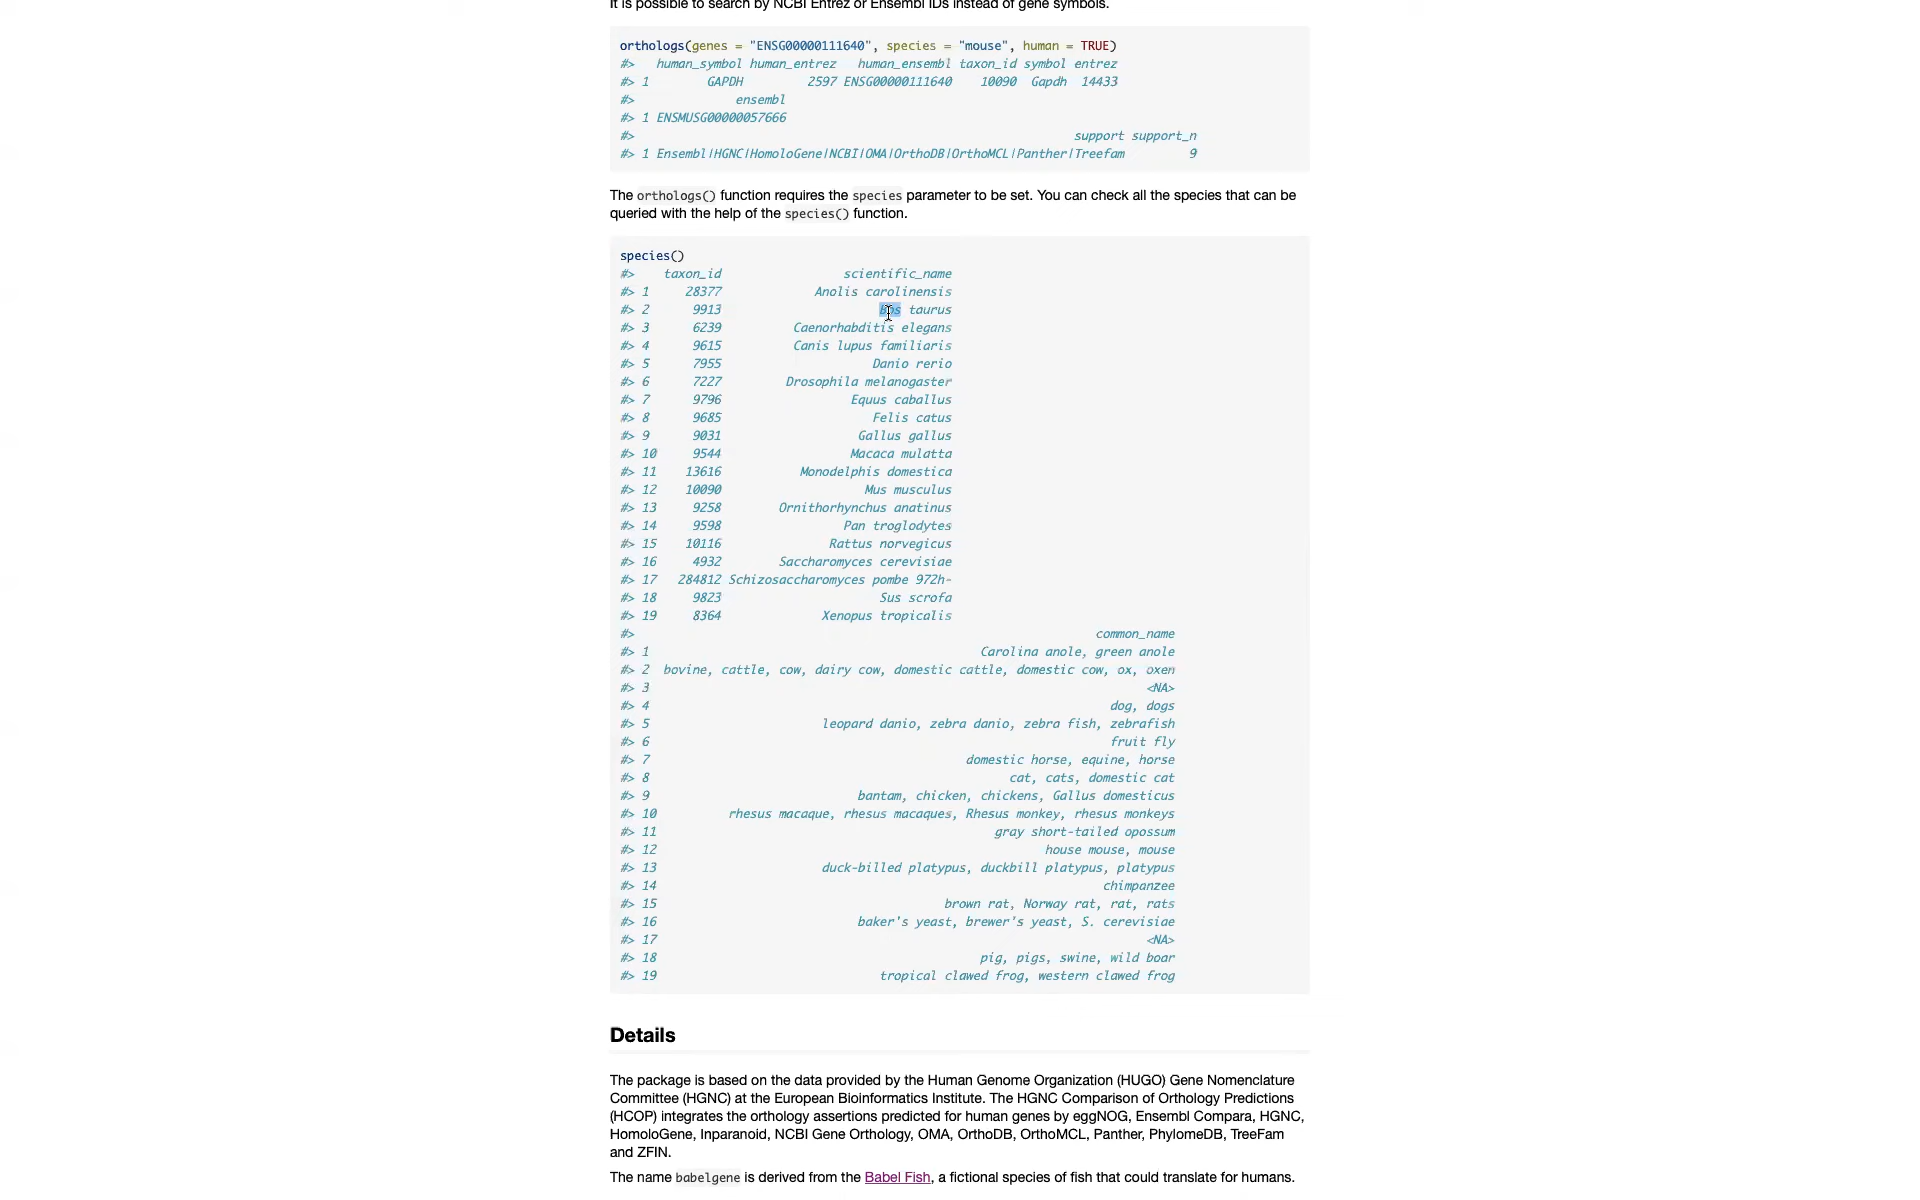 It is possible to search by NCBI Entrez or Ensembl IDs instead of gene symbols.
orthologs(genes = "ENSG00000111640", species = "mouse", human = TRUE)
#>   human_symbol human_entrez   human_ensembl taxon_id symbol entrez
#> 1        GAPDH         2597 ENSG00000111640    10090  Gapdh  14433
#>              ensembl
#> 1 ENSMUSG00000057666
#>                                                             support support_n
#> 1 Ensembl|HGNC|HomoloGene|NCBI|OMA|OrthoDB|OrthoMCL|Panther|Treefam         9
The orthologs() function requires the species parameter to be set. You can check all the species that can be
queried with the help of the species() function.
species()
#>    taxon_id                 scientific_name
#> 1     28377             Anolis carolinensis
#> 2      9913                      Bos taurus
#> 3      6239          Caenorhabditis elegans
#> 4      9615          Canis lupus familiaris
#> 5      7955                     Danio rerio
#> 6      7227         Drosophila melanogaster
#> 7      9796                  Equus caballus
#> 8      9685                     Felis catus
#> 9      9031                   Gallus gallus
#> 10     9544                  Macaca mulatta
#> 11    13616           Monodelphis domestica
#> 12    10090                    Mus musculus
#> 13     9258        Ornithorhynchus anatinus
#> 14     9598                 Pan troglodytes
#> 15    10116               Rattus norvegicus
#> 16     4932        Saccharomyces cerevisiae
#> 17   284812 Schizosaccharomyces pombe 972h-
#> 18     9823                      Sus scrofa
#> 19     8364              Xenopus tropicalis
#>                                                                common_name
#> 1                                              Carolina anole, green anole
#> 2  bovine, cattle, cow, dairy cow, domestic cattle, domestic cow, ox, oxen
#> 3                                                                     <NA>
#> 4                                                                dog, dogs
#> 5                        leopard danio, zebra danio, zebra fish, zebrafish
#> 6                                                                fruit fly
#> 7                                            domestic horse, equine, horse
#> 8                                                  cat, cats, domestic cat
#> 9                             bantam, chicken, chickens, Gallus domesticus
#> 10          rhesus macaque, rhesus macaques, Rhesus monkey, rhesus monkeys
#> 11                                               gray short-tailed opossum
#> 12                                                      house mouse, mouse
#> 13                       duck-billed platypus, duckbill platypus, platypus
#> 14                                                              chimpanzee
#> 15                                        brown rat, Norway rat, rat, rats
#> 16                            baker's yeast, brewer's yeast, S. cerevisiae
#> 17                                                                    <NA>
#> 18                                             pig, pigs, swine, wild boar
#> 19                               tropical clawed frog, western clawed frog
Details
The package is based on the data provided by the Human Genome Organization (HUGO) Gene Nomenclature
Committee (HGNC) at the European Bioinformatics Institute. The HGNC Comparison of Orthology Predictions
(HCOP) integrates the orthology assertions predicted for human genes by eggNOG, Ensembl Compara, HGNC,
HomoloGene, Inparanoid, NCBI Gene Orthology, OMA, OrthoDB, OrthoMCL, Panther, PhylomeDB, TreeFam
and ZFIN.
The name babelgene is derived from the Babel Fish, a fictional species of fish that could translate for humans.